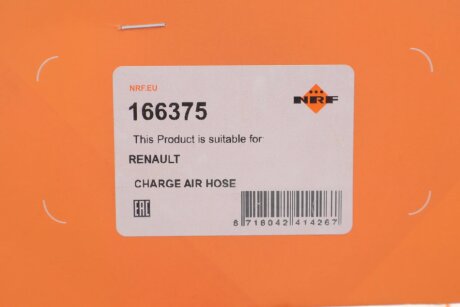 NRF.EU
166375
NRF
This Product is suitable for
RENAULT
CHARGE AIR HOSE
EAC
8 718042 414267